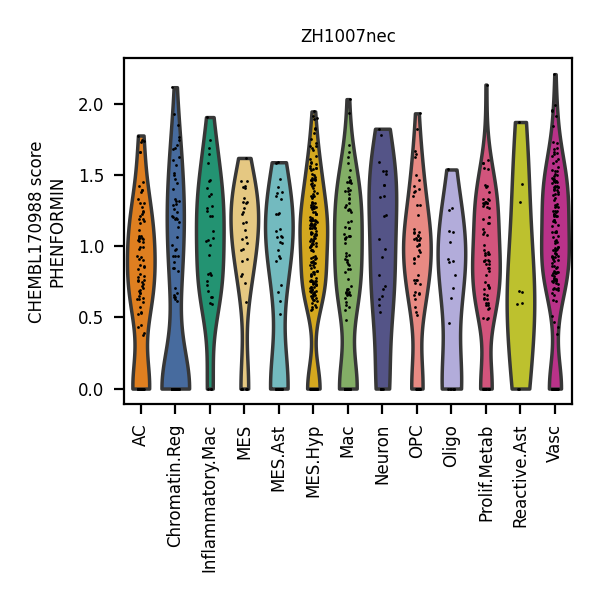 ZH1007nec
CHEMBL170988 score
PHENFORMIN
2.0
1.5
1.0
0.5
0.0
AC
Chromatin.Reg
Inflammatory.Mac
MES
MES.Ast
MES.Hyp
Mac
Neuron
OPC
Oligo
Prolif.Metab
Reactive.Ast
Vasc